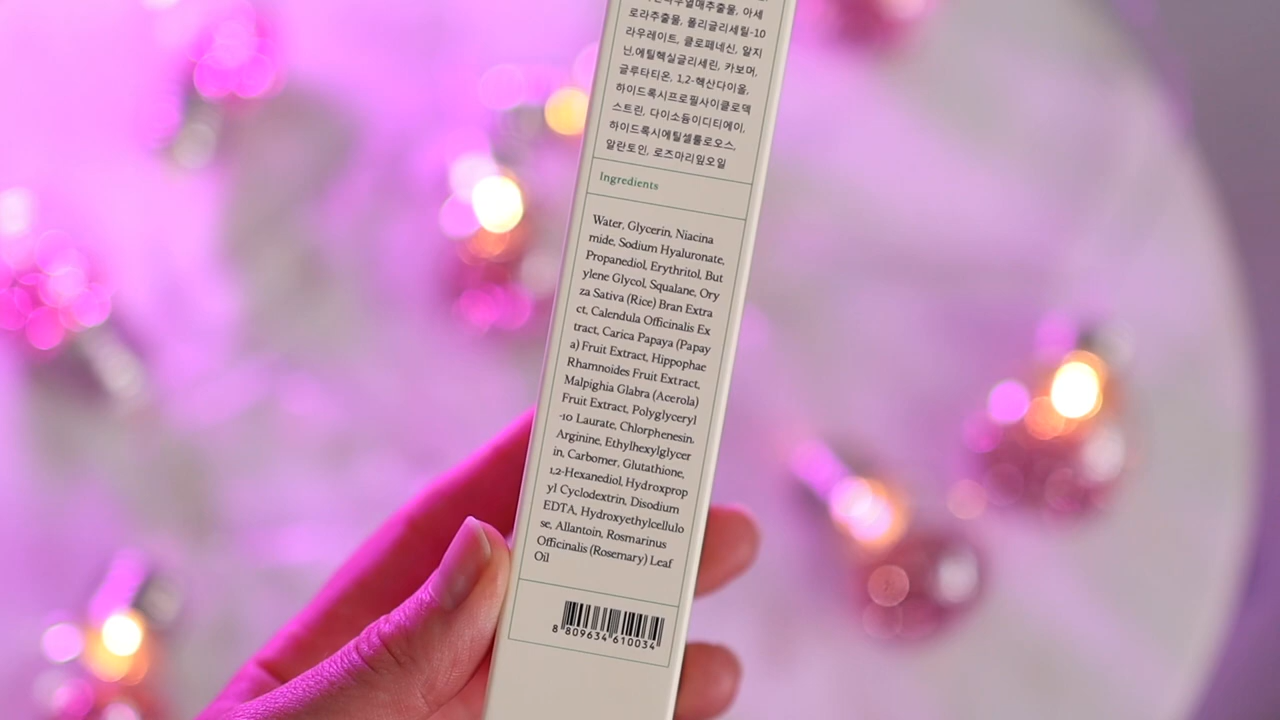 로라추출물, 폴리글리세릴-10
라우레이트, 클로페네신, 알지
닌,에틸헥실글리세린, 카보머,
글루타티온, 1,2-헥산다이올,
하이드록시프로필사이클로덱
스트린, 다이소듐이디티에이,
하이드록시에틸셀룰로오스,
알란토인, 로즈마리잎오일
Ingredients
Water, Glycerin, Niacina
mide, Sodium Hyaluronate,
Propanediol, Erythritol, But
ylene Glycol, Squalane, Ory
za Sativa (Rice) Bran Extra
ct, Calendula Officinalis Ex
tract, Carica Papaya (Papay
a) Fruit Extract, Hippophae
Rhamnoides Fruit Extract,
Malpighia Glabra (Acerola)
Fruit Extract, Polyglyceryl
-10 Laurate, Chlorphenesin,
Arginine, Ethylhexylglycer
in, Carbomer, Glutathione,
1,2-Hexanediol, Hydroxyprop
yl Cyclodextrin, Disodium
EDTA, Hydroxyethylcellulo
se, Allantoin, Rosmarinus
Officinalis (Rosemary) Leaf
Oil
8 809634 610034